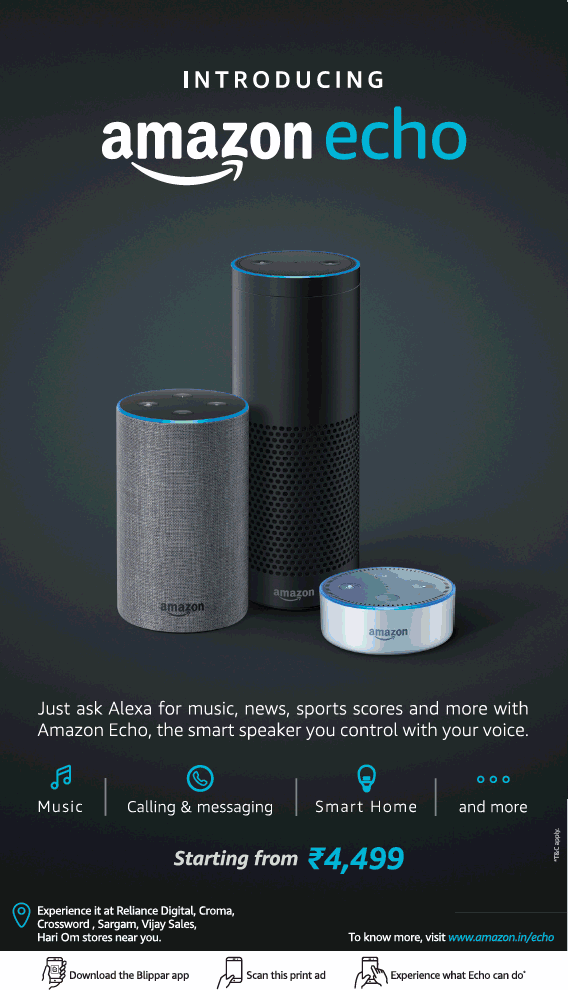 INTRODUCING
amazon echo
amazon
amazon
amazon
Just ask Alexa for music, news, sports scores and more with
Amazon Echo, the smart speaker you control with your voice.
Music
Calling & messaging
Smart Home
and more
*T&C apply.
Starting from ₹4,499
Experience it at Reliance Digital, Croma,
Crossword , Sargam, Vijay Sales,
Hari Om stores near you.
To know more, visit www.amazon.in/echo
Download the Blippar app
Scan this print ad
Experience what Echo can do*